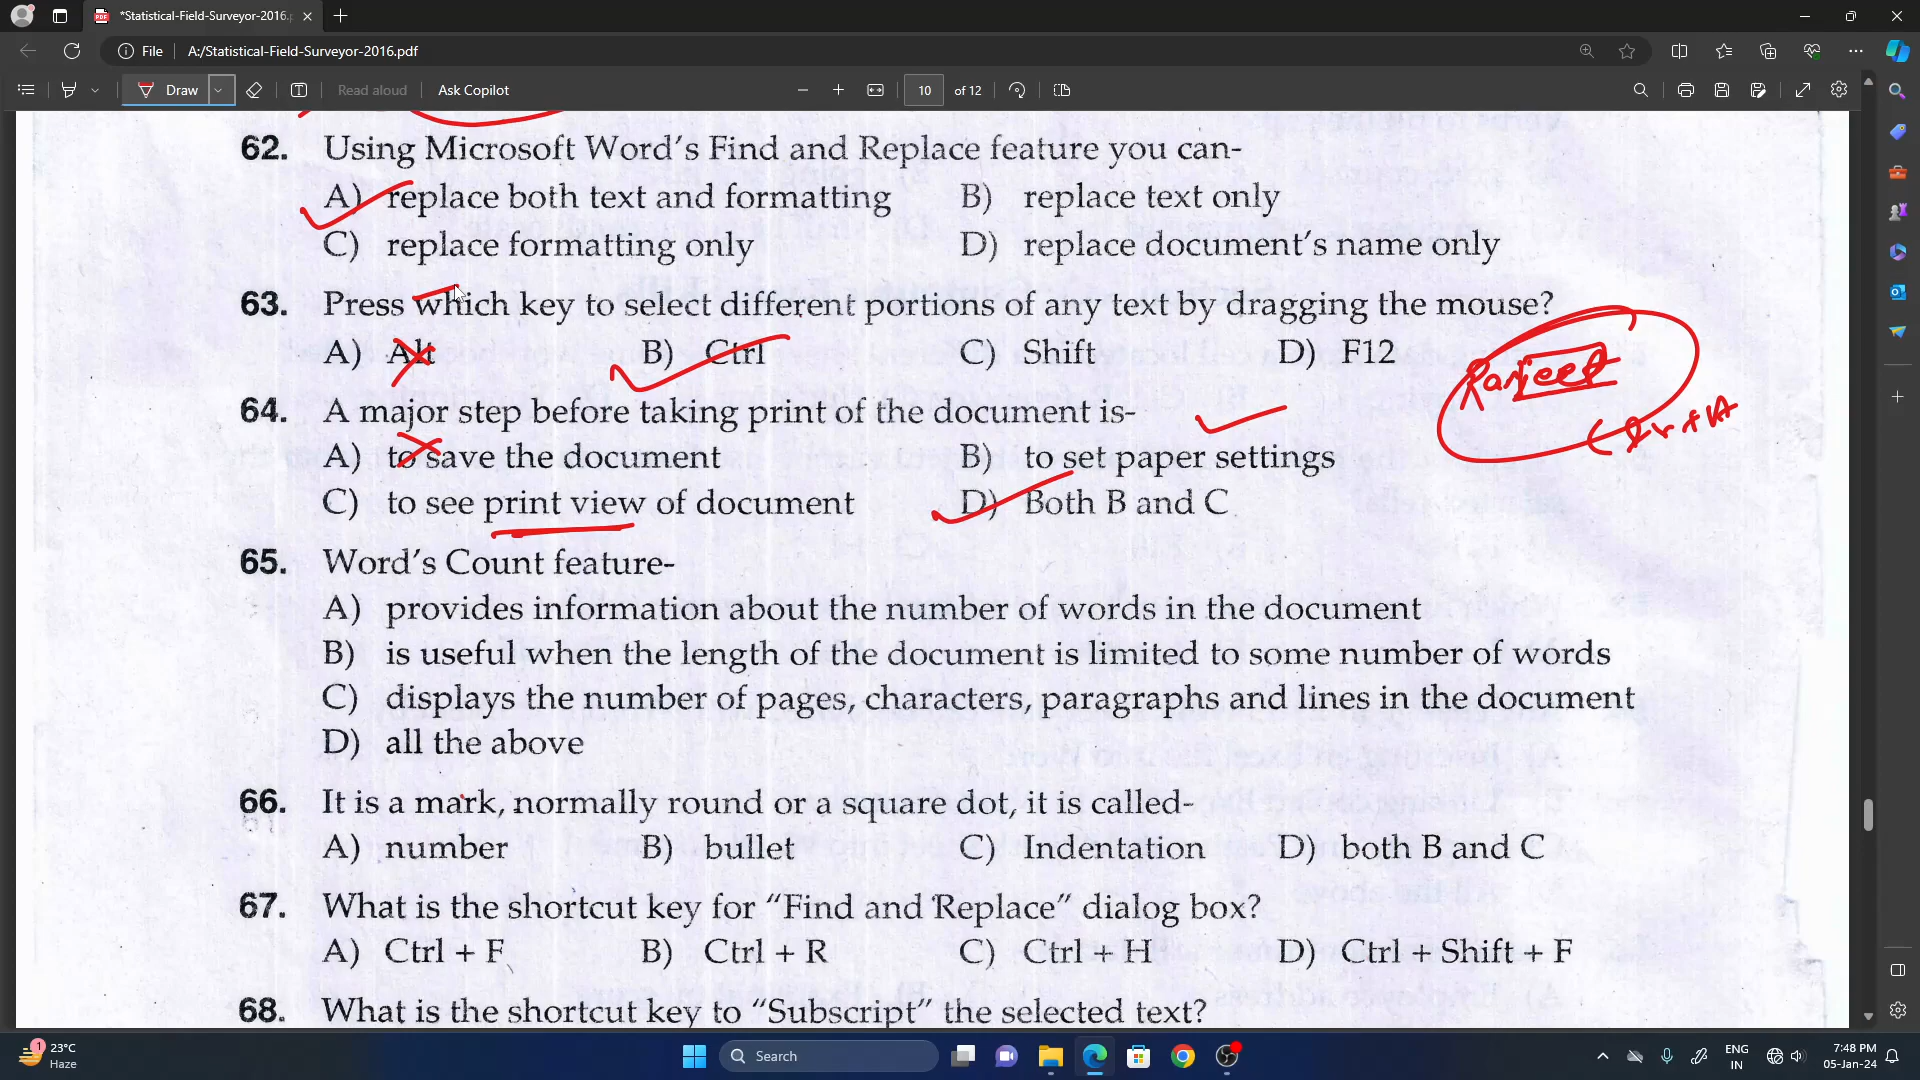 *Statistical-Field-Surveyor-2016.p
File A:/Statistical-Field-Surveyor-2016.pdf
Draw Read aloud Ask Copilot 10 of 12
62. Using Microsoft Word's Find and Replace feature you can-
A) replace both text and formatting B) replace text only
C) replace formatting only D) replace document's name only
63. Press which key to select different portions of any text by dragging the mouse?
A) Alt B) Ctrl C) Shift D) F12
Ranjeet
64. A major step before taking print of the document is-
A) to save the document B) to set paper settings
C) to see print view of document D) Both B and C
65. Word's Count feature-
A) provides information about the number of words in the document
B) is useful when the length of the document is limited to some number of words
C) displays the number of pages, characters, paragraphs and lines in the document
D) all the above
66. It is a mark, normally round or a square dot, it is called-
A) number B) bullet C) Indentation D) both B and C
67. What is the shortcut key for "Find and Replace" dialog box?
A) Ctrl + F B) Ctrl + R C) Ctrl + H D) Ctrl + Shift + F
68. What is the shortcut key to "Subscript" the selected text?
1 23°C
Haze
Search
ENG
IN
7:48 PM
05-Jan-24